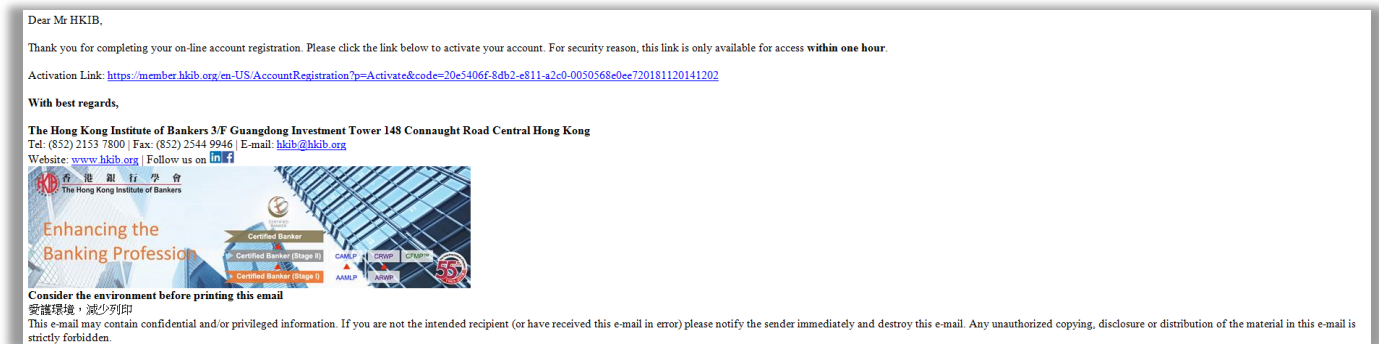 Dear Mr HKIB,
Thank you for completing your on-line account registration. Please click the link below to activate your account. For security reason, this link is only available for access within one hour.
Activation Link: https://member.hkib.org/en-US/AccountRegistration?p=Activate&code=20e5406f-8db2-e811-a2c0-0050568e0ee720181120141202
With best regards,
The Hong Kong Institute of Bankers 3/F Guangdong Investment Tower 148 Connaught Road Central Hong Kong
Tel: (852) 2153 7800 | Fax: (852) 2544 9946 | E-mail: hkib@hkib.org
Website: www.hkib.org | Follow us on in f
HKIB 香港銀行學會
The Hong Kong Institute of Bankers
CERTIFIED BANKER
Enhancing the
Banking Profession
Certified Banker
Certified Banker (Stage II) CAMLP CRWP CFMP™
Certified Banker (Stage I) AAMLP ARWP
55
Consider the environment before printing this email
愛護環境，減少列印
This e-mail may contain confidential and/or privileged information. If you are not the intended recipient (or have received this e-mail in error) please notify the sender immediately and destroy this e-mail. Any unauthorized copying, disclosure or distribution of the material in this e-mail is
strictly forbidden.